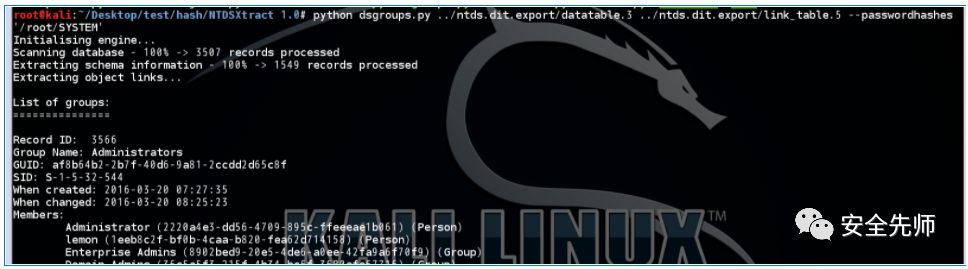 root@kali:~/Desktop/test/hash/NTDSXtract 1.0# python dsgroups.py ../ntds.dit.export/datatable.3 ../ntds.dit.export/link_table.5 --passwordhashes
'/root/SYSTEM'
Initialising engine...
Scanning database - 100% -> 3507 records processed
Extracting schema information - 100% -> 1549 records processed
Extracting object links...
List of groups:
===============
Record ID:  3566
Group Name: Administrators
GUID: af8b64b2-2b7f-40d6-9a81-2ccdd2d65c8f
SID: S-1-5-32-544
When created: 2016-03-20 07:27:35
When changed: 2016-03-20 08:25:23
Members:
Administrator (2220a4e3-dd56-4709-895c-ffeeeae1b061) (Person)
lemon (1eeb8c2f-bf0b-4caa-b820-fea62d714158) (Person)
Enterprise Admins (8902bed9-20e5-4de6-a0ee-42fa9a6f70f9) (Group)
Domain Admins (Group)
KALI LINUX™
安全先师